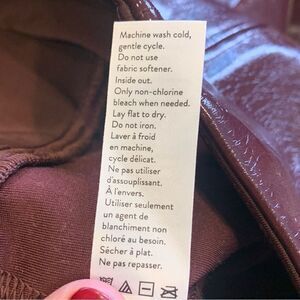 Machine wash cold,
gentle cycle.
Do not use
fabric softener.
Inside out.
Only non-chlorine
bleach when needed.
Lay flat to dry.
Do not iron.
Laver à froid
en machine,
cycle délicat.
Ne pas utiliser
d'assouplissant.
À l'envers.
Utiliser seulement
un agent de
blanchiment non
chloré au besoin.
Sécher à plat.
Ne pas repasser.